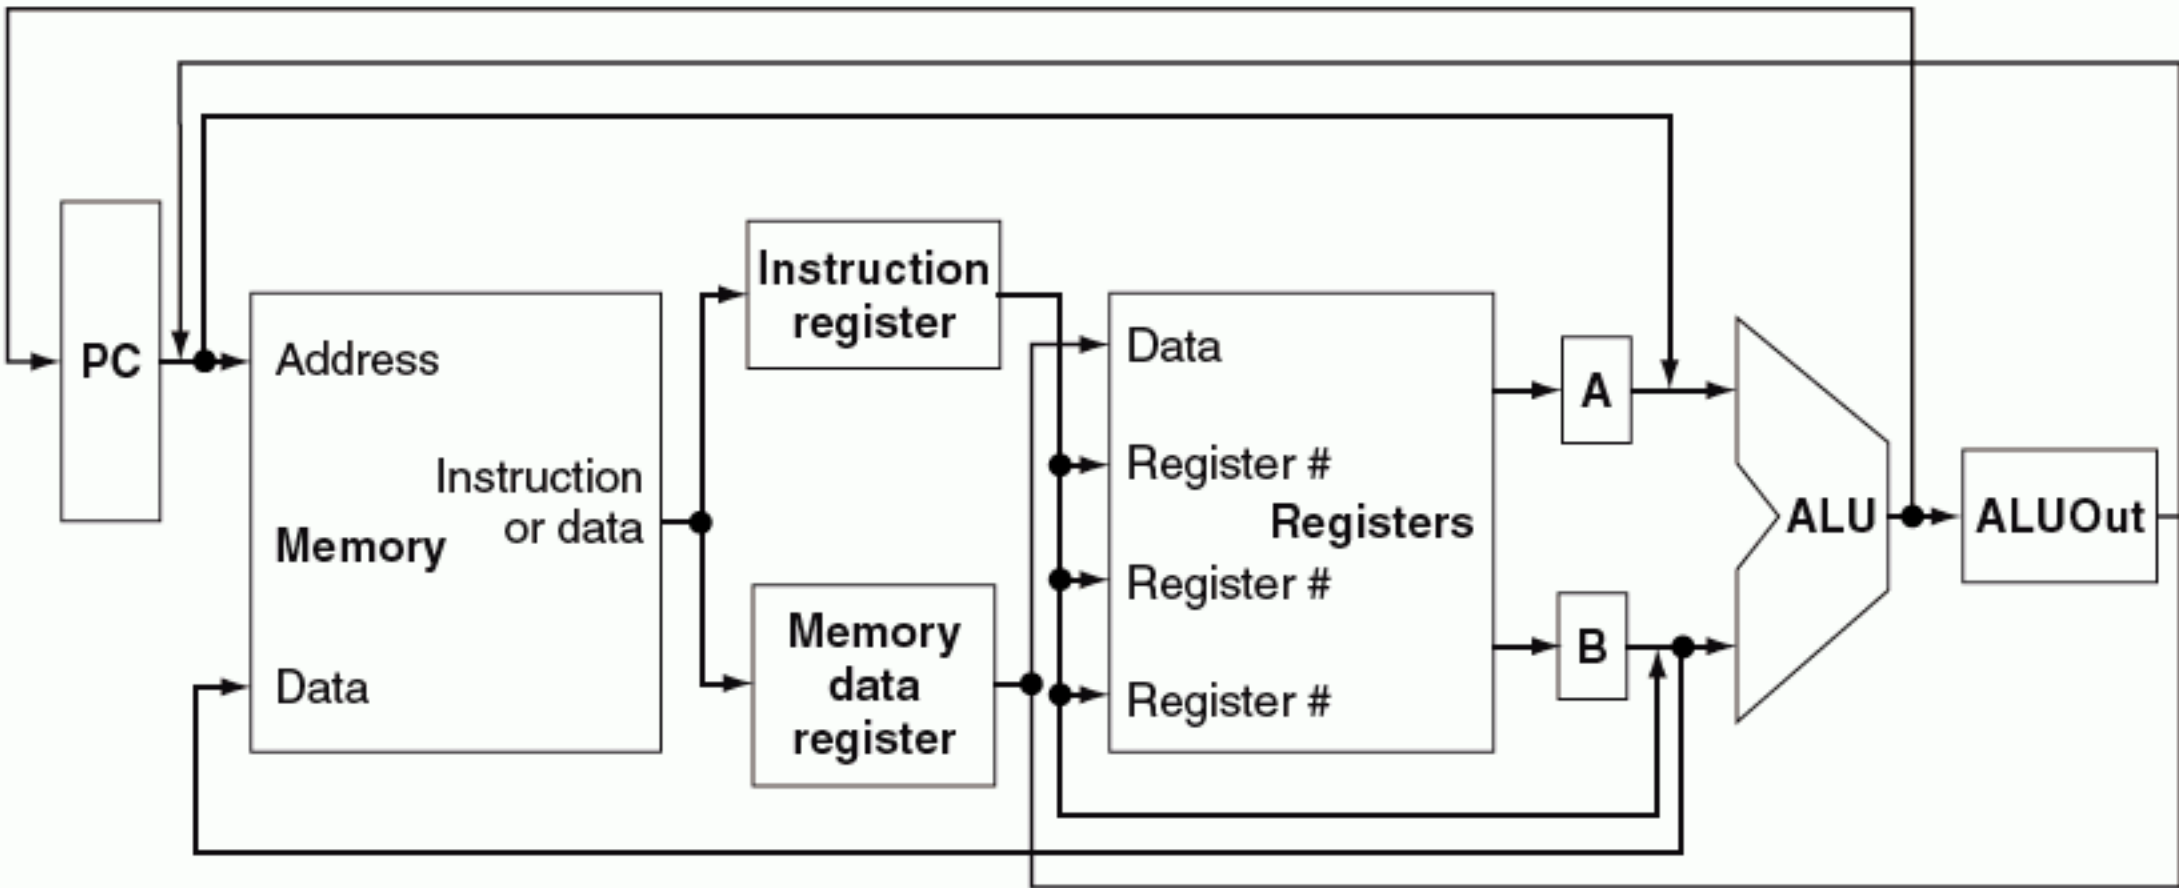 PC
Address
Instruction
or data
Memory
Data
Instruction
register
Memory
data
register
Data
Register #
Registers
Register #
Register #
A
B
ALU
ALUOut